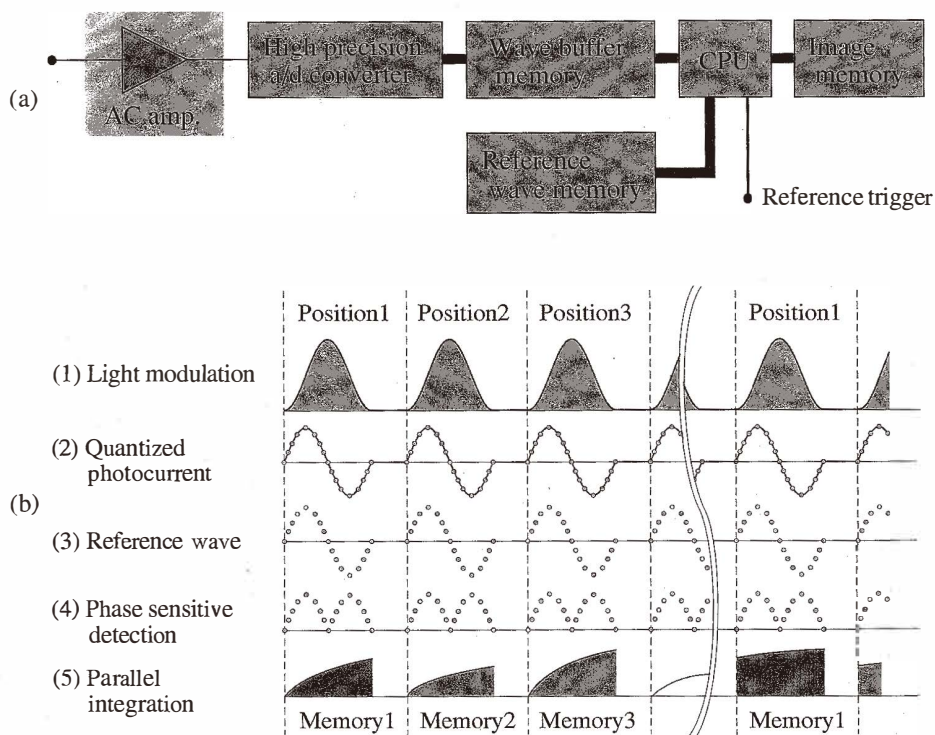 (a)
AC amp.
High precision
a/d converter
Wave buffer
memory
CPU
Image
memory
Reference
wave memory
Reference trigger
(b)
Position1 Position2 Position3 Position1
(1) Light modulation
(2) Quantized
photocurrent
(3) Reference wave
(4) Phase sensitive
detection
(5) Parallel
integration
Memory1 Memory2 Memory3 Memory1